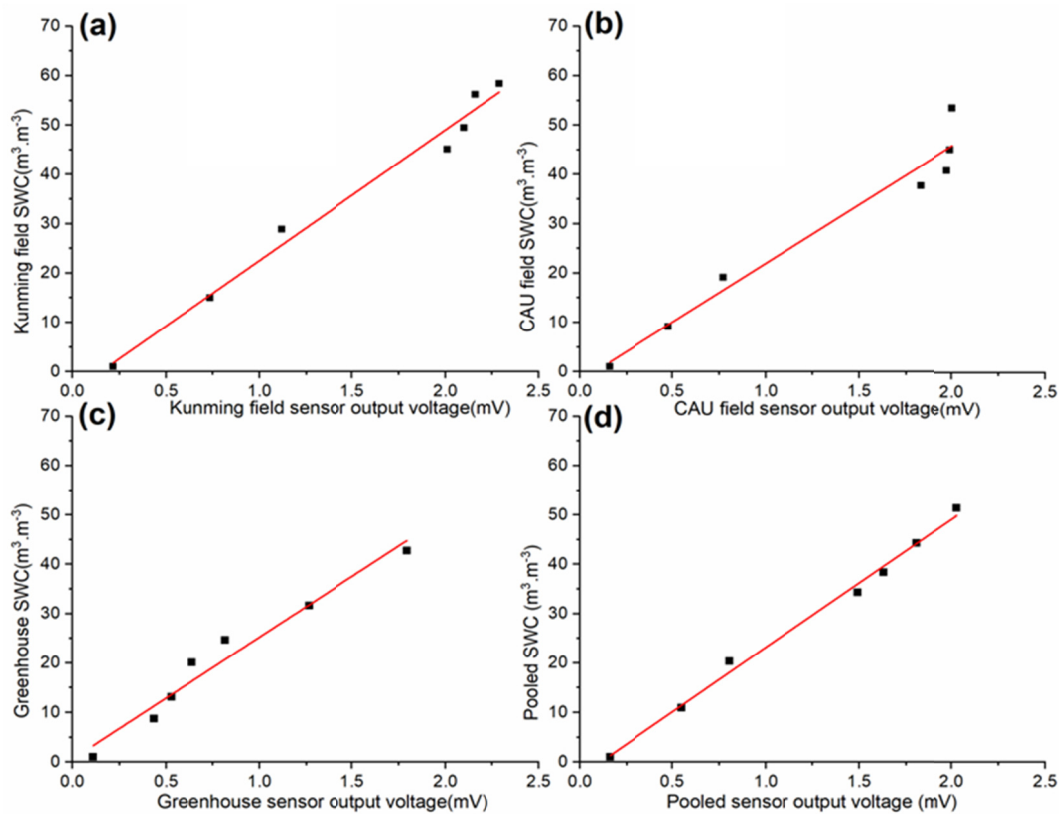 (a)
70
60
50
40
30
20
10
0
Kunming field SWC(m³.m⁻³)
0.0 0.5 1.0 1.5 2.0 2.5
Kunming field sensor output voltage(mV)
(b)
70
60
50
40
30
20
10
0
CAU field SWC(m³.m⁻³)
0.0 0.5 1.0 1.5 2.0 2.5
CAU field sensor output voltage(mV)
(c)
70
60
50
40
30
20
10
0
Greenhouse SWC(m³.m⁻³)
0.0 0.5 1.0 1.5 2.0 2.5
Greenhouse sensor output voltage(mV)
(d)
70
60
50
40
30
20
10
0
Pooled SWC (m³.m⁻³)
0.0 0.5 1.0 1.5 2.0 2.5
Pooled sensor output voltage (mV)